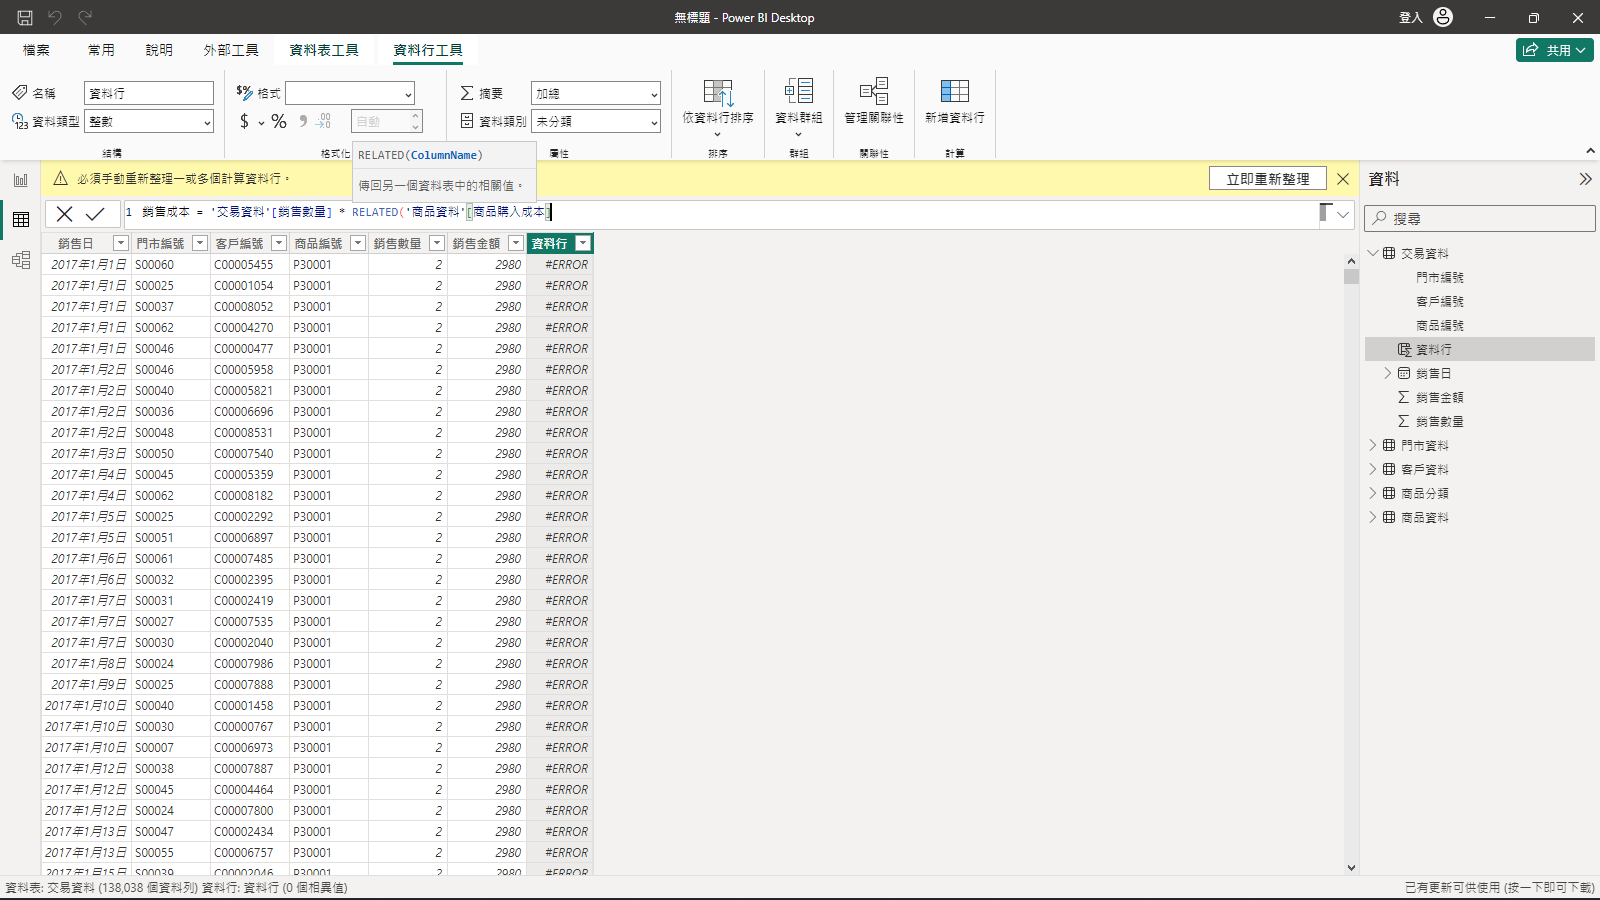 無標題 - Power BI Desktop
登入
檔案 常用 說明 外部工具 資料表工具 資料行工具
共用
名稱 資料行
資料類型 整數
結構
$% 格式
$ % 9 .00 自動
格式化
摘要 加總
資料類別 未分類
屬性
依資料行排序
排序
資料群組
群組
管理關聯性
關聯性
新增資料行
計算
RELATED(ColumnName)
傳回另一個資料表中的相關值。
必須手動重新整理一或多個計算資料行。
立即重新整理
1 銷售成本 = '交易資料'[銷售數量] * RELATED('商品資料'[商品購入成本]
銷售日 門市編號 客戶編號 商品編號 銷售數量 銷售金額 資料行
2017年1月1日 S00060 C00005455 P30001 2 2980 #ERROR
2017年1月1日 S00025 C00001054 P30001 2 2980 #ERROR
2017年1月1日 S00037 C00008052 P30001 2 2980 #ERROR
2017年1月1日 S00062 C00004270 P30001 2 2980 #ERROR
2017年1月1日 S00046 C00000477 P30001 2 2980 #ERROR
2017年1月2日 S00046 C00005958 P30001 2 2980 #ERROR
2017年1月2日 S00040 C00005821 P30001 2 2980 #ERROR
2017年1月2日 S00036 C00006696 P30001 2 2980 #ERROR
2017年1月2日 S00048 C00008531 P30001 2 2980 #ERROR
2017年1月3日 S00050 C00007540 P30001 2 2980 #ERROR
2017年1月4日 S00045 C00005359 P30001 2 2980 #ERROR
2017年1月4日 S00062 C00008182 P30001 2 2980 #ERROR
2017年1月5日 S00025 C00002292 P30001 2 2980 #ERROR
2017年1月5日 S00051 C00006897 P30001 2 2980 #ERROR
2017年1月6日 S00061 C00007485 P30001 2 2980 #ERROR
2017年1月6日 S00032 C00002395 P30001 2 2980 #ERROR
2017年1月7日 S00031 C00002419 P30001 2 2980 #ERROR
2017年1月7日 S00027 C00007535 P30001 2 2980 #ERROR
2017年1月7日 S00030 C00002040 P30001 2 2980 #ERROR
2017年1月8日 S00024 C00007986 P30001 2 2980 #ERROR
2017年1月9日 S00025 C00007888 P30001 2 2980 #ERROR
2017年1月10日 S00040 C00001458 P30001 2 2980 #ERROR
2017年1月10日 S00030 C00000767 P30001 2 2980 #ERROR
2017年1月10日 S00007 C00006973 P30001 2 2980 #ERROR
2017年1月12日 S00038 C00007887 P30001 2 2980 #ERROR
2017年1月12日 S00045 C00004464 P30001 2 2980 #ERROR
2017年1月12日 S00024 C00007800 P30001 2 2980 #ERROR
2017年1月13日 S00047 C00002434 P30001 2 2980 #ERROR
2017年1月13日 S00055 C00006757 P30001 2 2980 #ERROR
2017年1月15日 S00039 C00002046 P30001 2 2980 #ERROR
資料
搜尋
交易資料
門市編號
客戶編號
商品編號
資料行
銷售日
銷售金額
銷售數量
門市資料
客戶資料
商品分類
商品資料
資料表: 交易資料 (138,038 個資料列) 資料行: 資料行 (0 個相異值)
已有更新可供使用 (按一下即可下載)